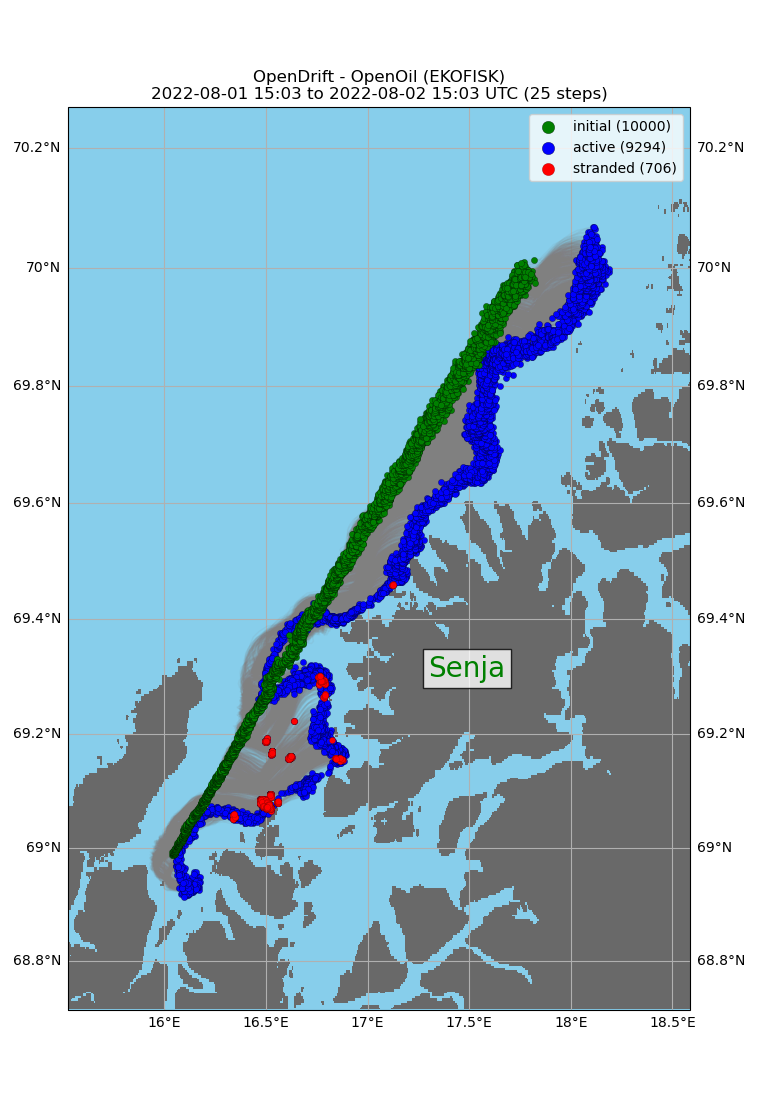 OpenDrift - OpenOil (EKOFISK)
2022-08-01 15:03 to 2022-08-02 15:03 UTC (25 steps)
initial (10000)
active (9294)
stranded (706)
70.2°N 70.2°N
70°N 70°N
69.8°N 69.8°N
69.6°N 69.6°N
69.4°N 69.4°N
Senja
69.2°N 69.2°N
69°N 69°N
68.8°N 68.8°N
16°E 16.5°E 17°E 17.5°E 18°E 18.5°E